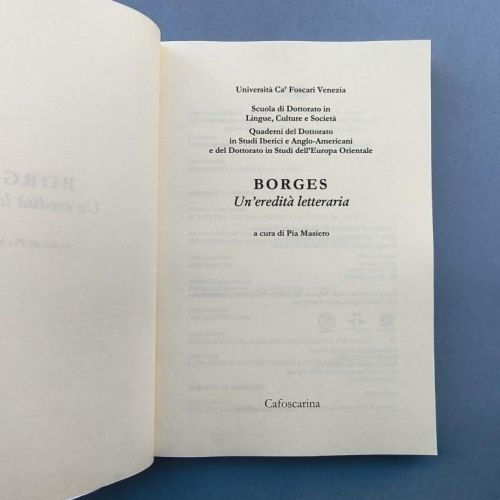 Università Ca' Foscari Venezia
Scuola di Dottorato in
Lingue, Culture e Società
Quaderni del Dottorato
in Studi Iberici e Anglo-Americani
e del Dottorato in Studi dell'Europa Orientale
BORGES
Un'eredità letteraria
a cura di Pia Masiero
Cafoscarina